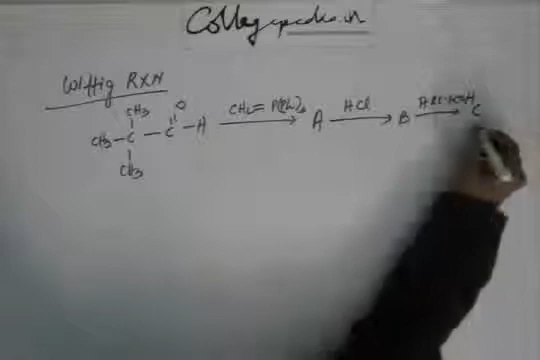 Collegepedia.in
Wittig RXN
CH₃
O
CH₃ - C - C - H
CH₂ = P(Ph)₃
A
HCl
B
C
CH₃